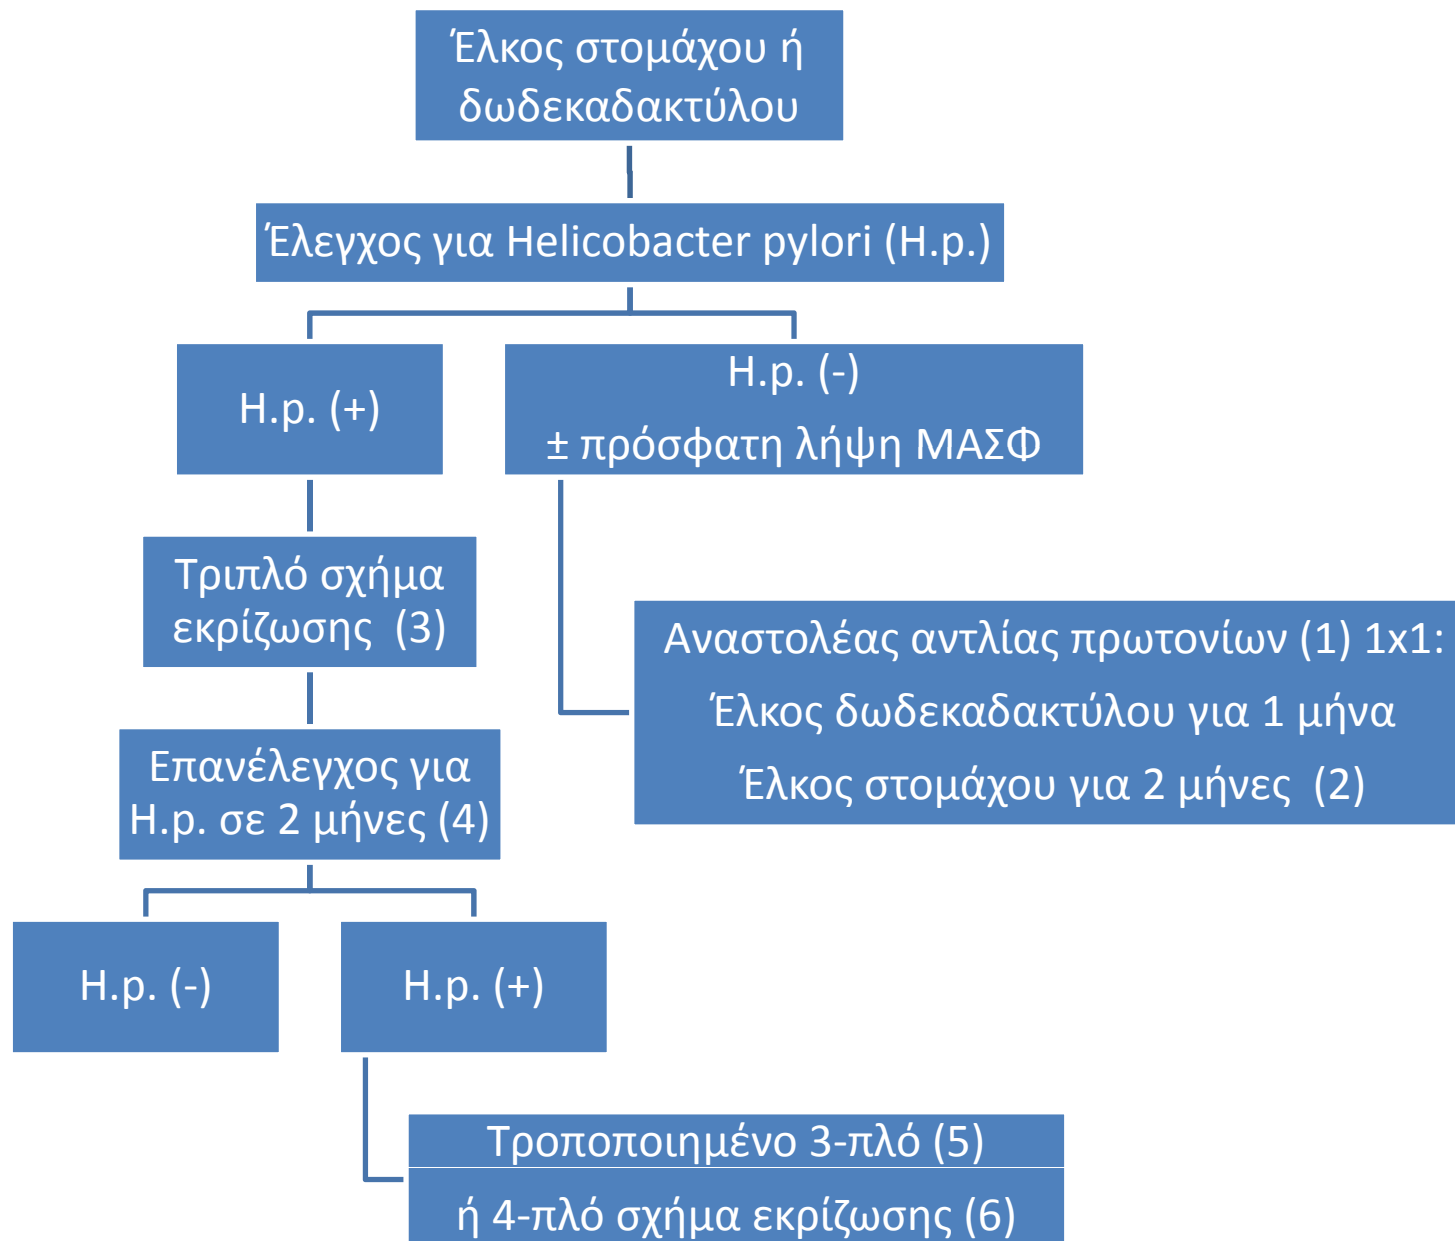 Έλκος στομάχου ή
δωδεκαδακτύλου
Έλεγχος για Helicobacter pylori (H.p.)
H.p. (+)
H.p. (-)
± πρόσφατη λήψη ΜΑΣΦ
Τριπλό σχήμα
εκρίζωσης (3)
Αναστολέας αντλίας πρωτονίων (1) 1x1:
Έλκος δωδεκαδακτύλου για 1 μήνα
Έλκος στομάχου για 2 μήνες (2)
Επανέλεγχος για
H.p. σε 2 μήνες (4)
H.p. (-)
H.p. (+)
Τροποποιημένο 3-πλό (5)
ή 4-πλό σχήμα εκρίζωσης (6)